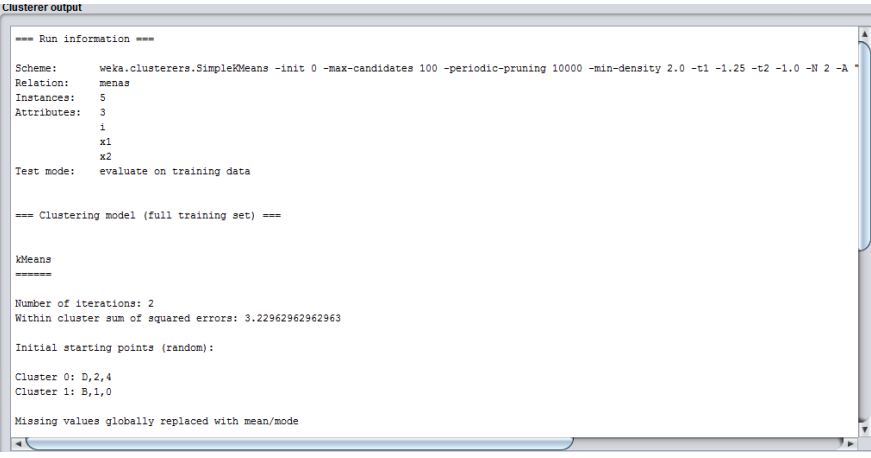 Clusterer output
=== Run information ===
Scheme: weka.clusterers.SimpleKMeans -init 0 -max-candidates 100 -periodic-pruning 10000 -min-density 2.0 -t1 -1.25 -t2 -1.0 -N 2 -A "
Relation: menas
Instances: 5
Attributes: 3
i
x1
x2
Test mode: evaluate on training data
=== Clustering model (full training set) ===
kMeans
======
Number of iterations: 2
Within cluster sum of squared errors: 3.22962962962963
Initial starting points (random):
Cluster 0: D,2,4
Cluster 1: B,1,0
Missing values globally replaced with mean/mode